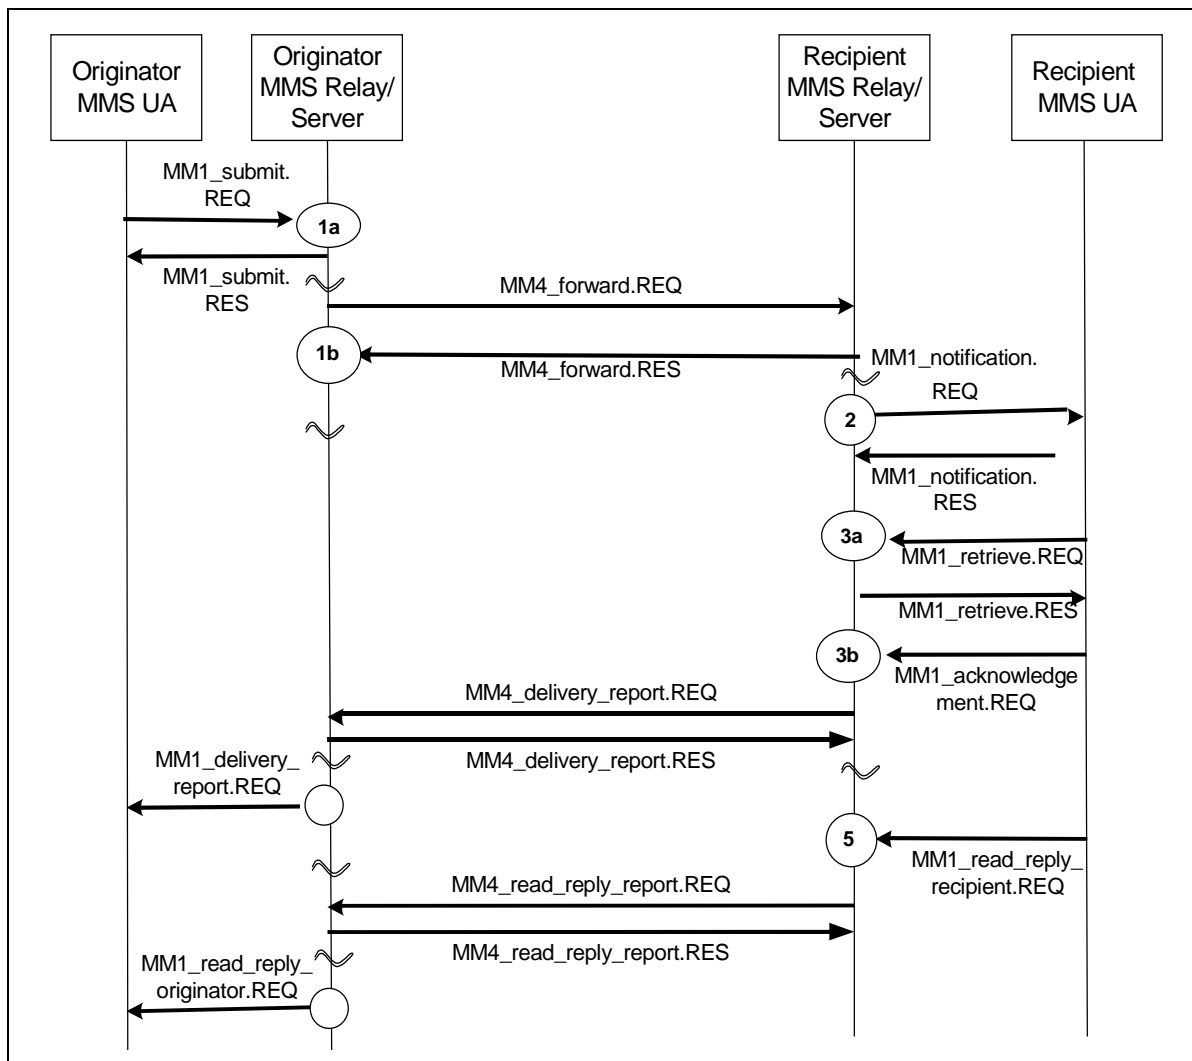 Originator
MMS UA
Originator
MMS Relay/
Server
Recipient
MMS Relay/
Server
Recipient
MMS UA
MM1_submit.
REQ
1a
MM1_submit.
RES
MM4_forward.REQ
1b
MM4_forward.RES
MM1_notification.
REQ
2
MM1_notification.
RES
3a
MM1_retrieve.REQ
MM1_retrieve.RES
3b
MM1_acknowledge
ment.REQ
MM4_delivery_report.REQ
MM4_delivery_report.RES
MM1_delivery_
report.REQ
5
MM1_read_reply_
recipient.REQ
MM4_read_reply_report.REQ
MM4_read_reply_report.RES
MM1_read_reply_
originator.REQ